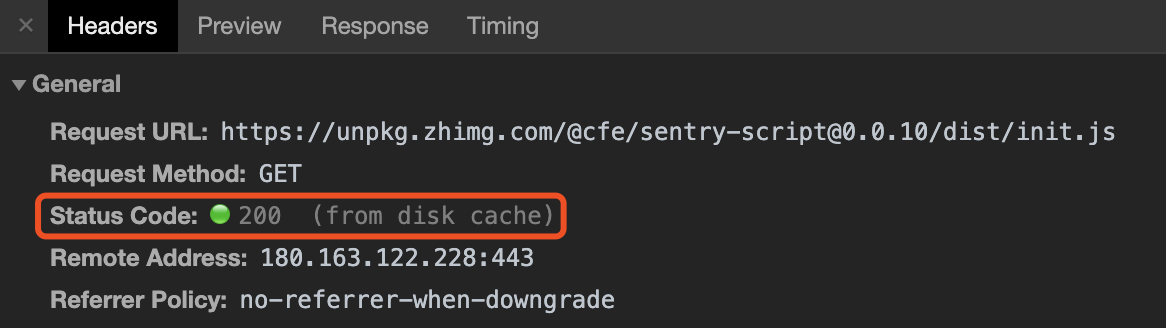 × Headers Preview Response Timing
General
Request URL: https://unpkg.zhimg.com/@cfe/sentry-script@0.0.10/dist/init.js
Request Method: GET
Status Code: 200 (from disk cache)
Remote Address: 180.163.122.228:443
Referrer Policy: no-referrer-when-downgrade